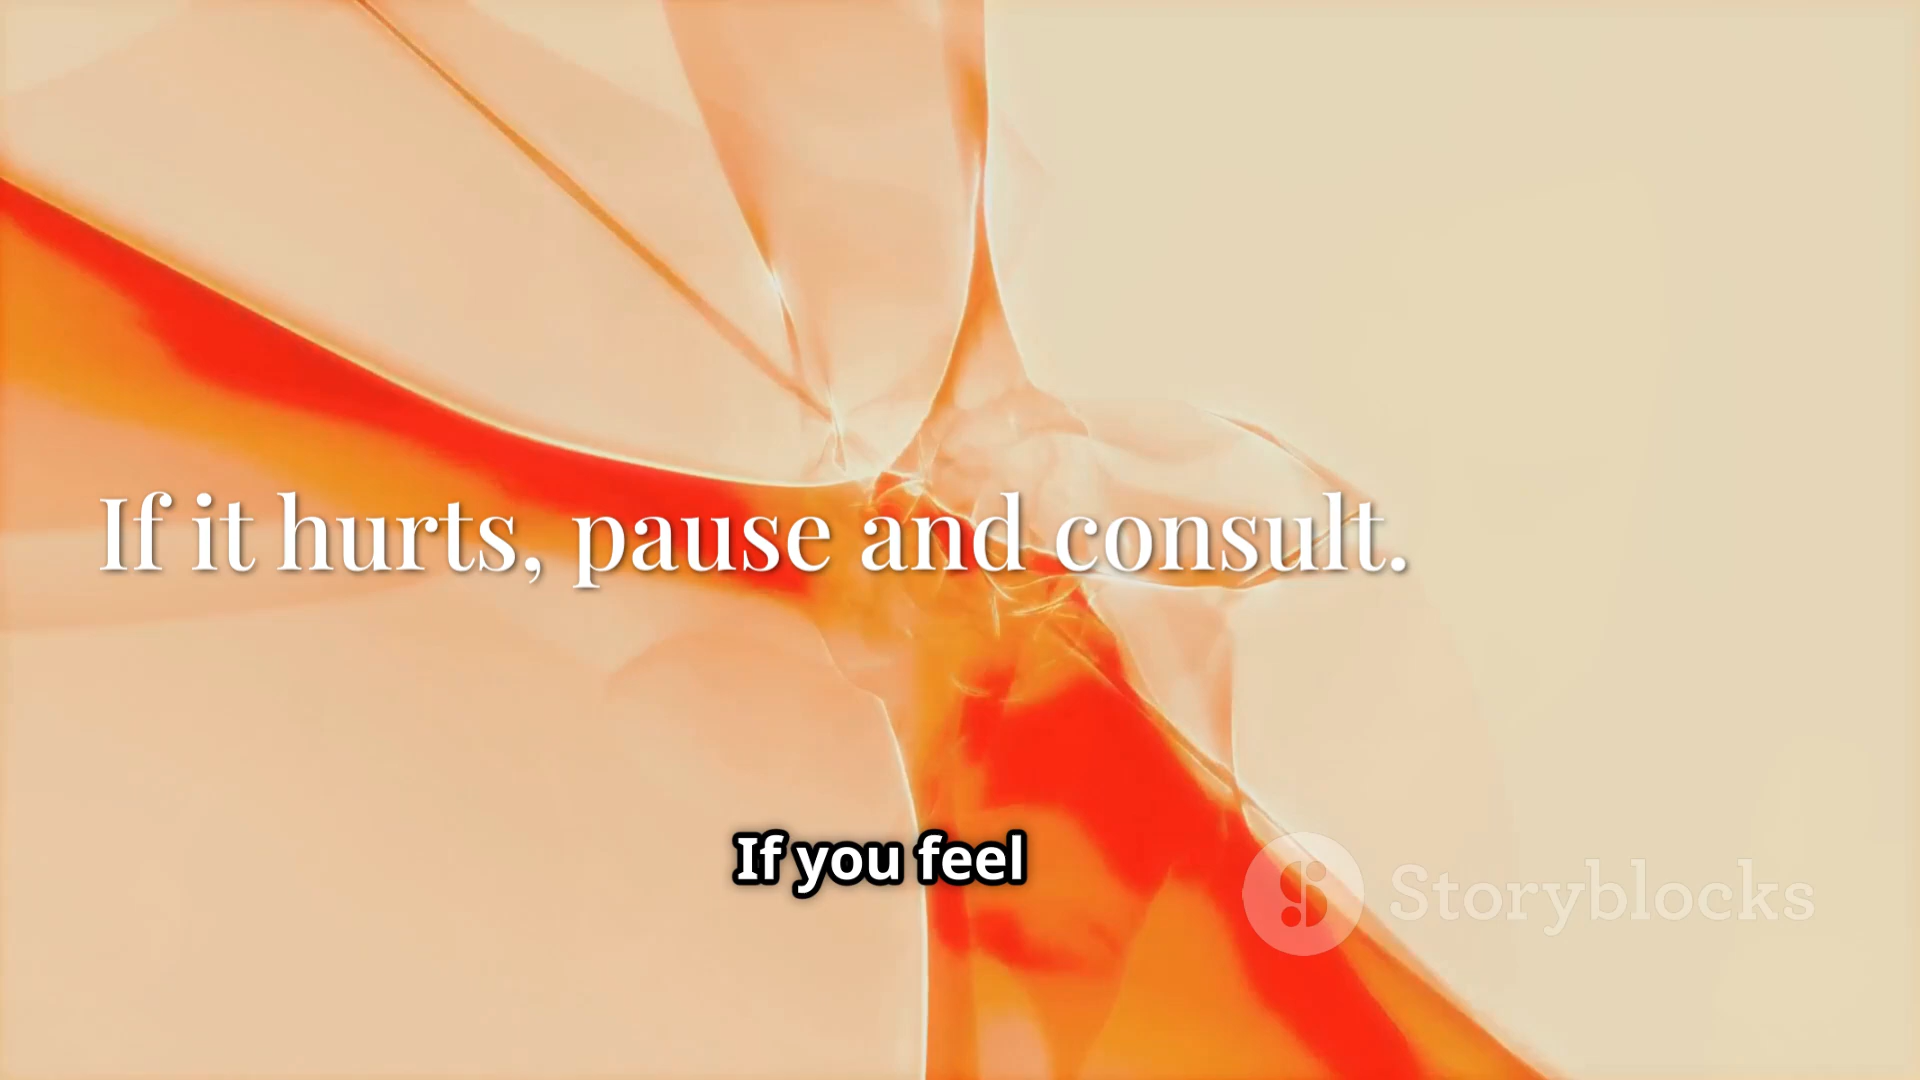 If it hurts, pause and consult.
If you feel
Storyblocks